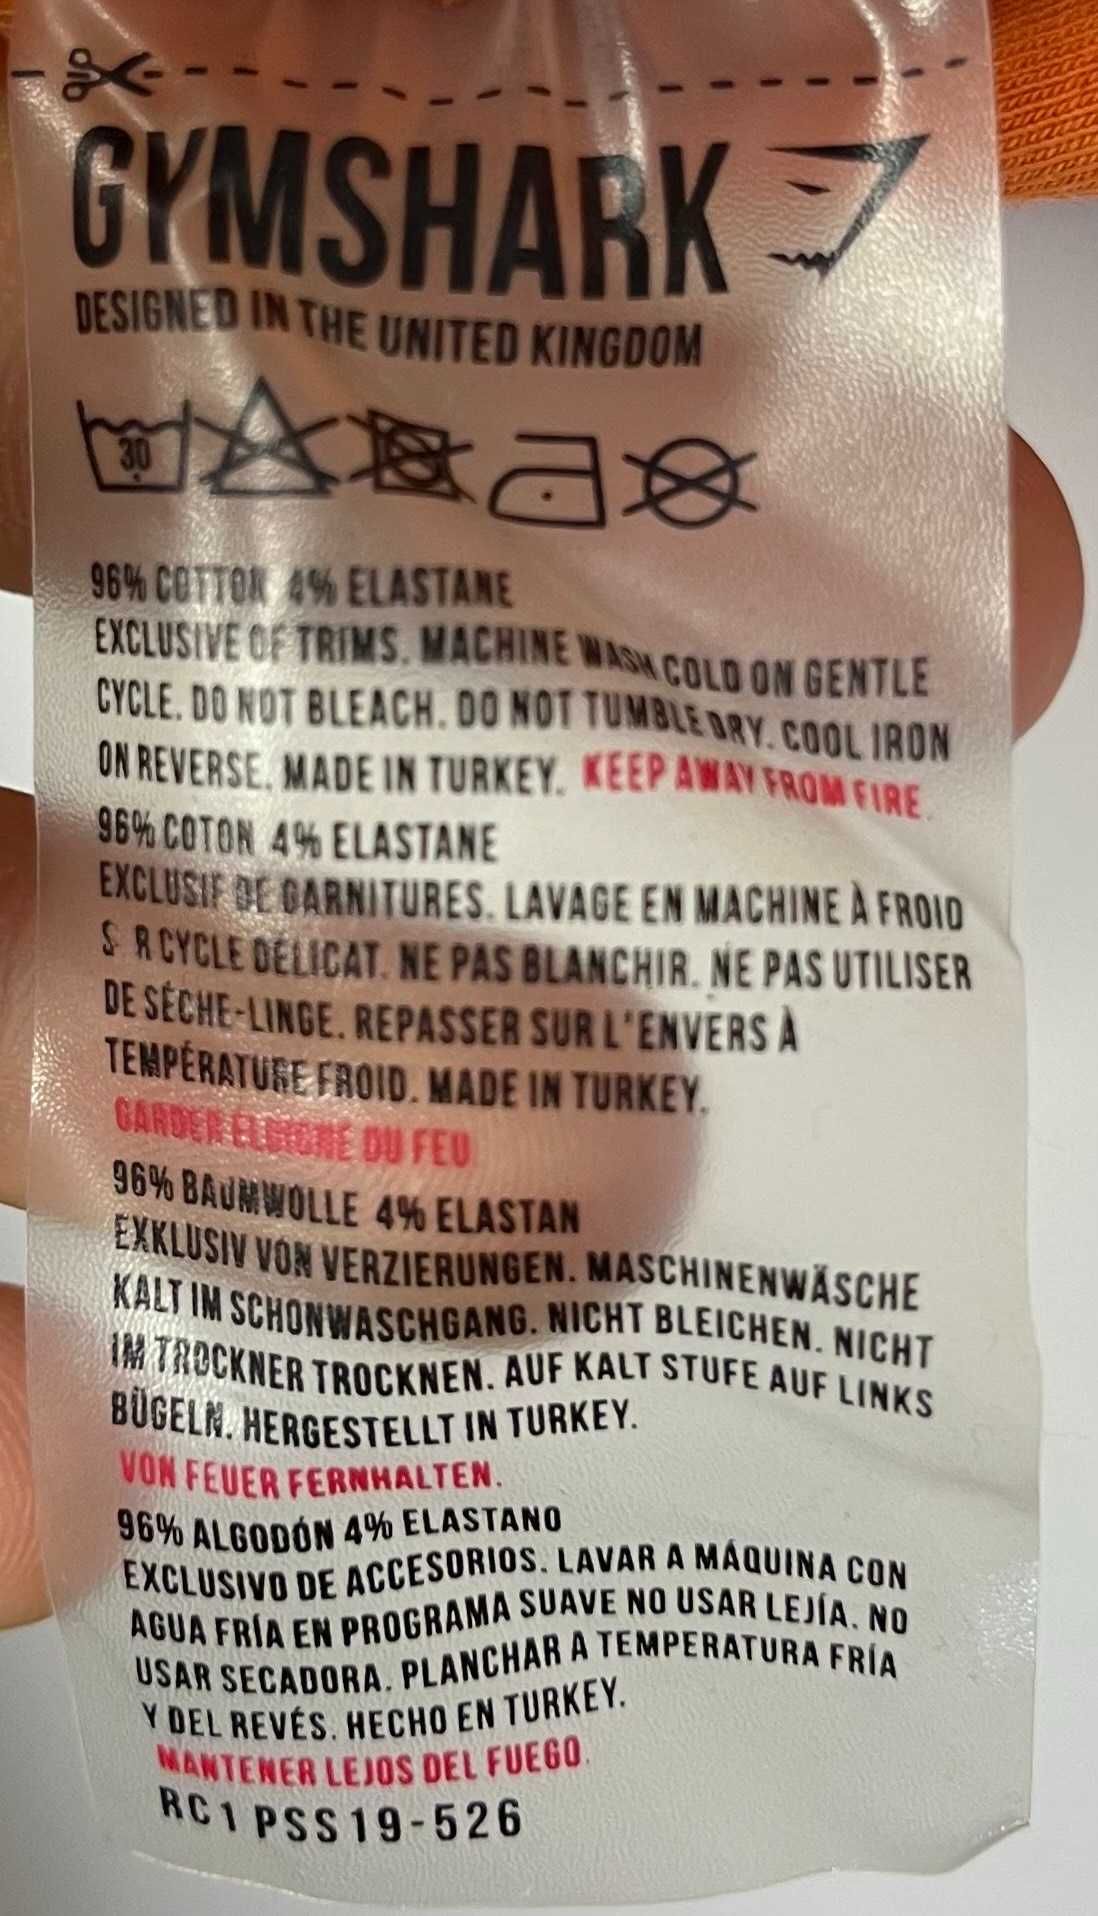 GYMSHARK
DESIGNED IN THE UNITED KINGDOM
30
96% COTTON 4% ELASTANE
EXCLUSIVE OF TRIMS. MACHINE WASH COLD ON GENTLE
CYCLE. DO NOT BLEACH. DO NOT TUMBLE DRY. COOL IRON
ON REVERSE. MADE IN TURKEY. KEEP AWAY FROM FIRE.
96% COTON 4% ELASTANE
EXCLUSIF DE GARNITURES. LAVAGE EN MACHINE À FROID
S R CYCLE DÉLICAT. NE PAS BLANCHIR. NE PAS UTILISER
DE SÈCHE-LINGE. REPASSER SUR L'ENVERS À
TEMPÉRATURE FROID. MADE IN TURKEY.
GARDER ELOIGNE DU FEU
96% BAUMWOLLE 4% ELASTAN
EXKLUSIV VON VERZIERUNGEN. MASCHINENWÄSCHE
KALT IM SCHONWASCHGANG. NICHT BLEICHEN. NICHT
IM TROCKNER TROCKNEN. AUF KALT STUFE AUF LINKS
BÜGELN. HERGESTELLT IN TURKEY.
VON FEUER FERNHALTEN.
96% ALGODÓN 4% ELASTANO
EXCLUSIVO DE ACCESORIOS. LAVAR A MÁQUINA CON
AGUA FRÍA EN PROGRAMA SUAVE NO USAR LEJÍA. NO
USAR SECADORA. PLANCHAR A TEMPERATURA FRÍA
Y DEL REVÉS. HECHO EN TURKEY.
MANTENER LEJOS DEL FUEGO.
RC1 PSS19-526